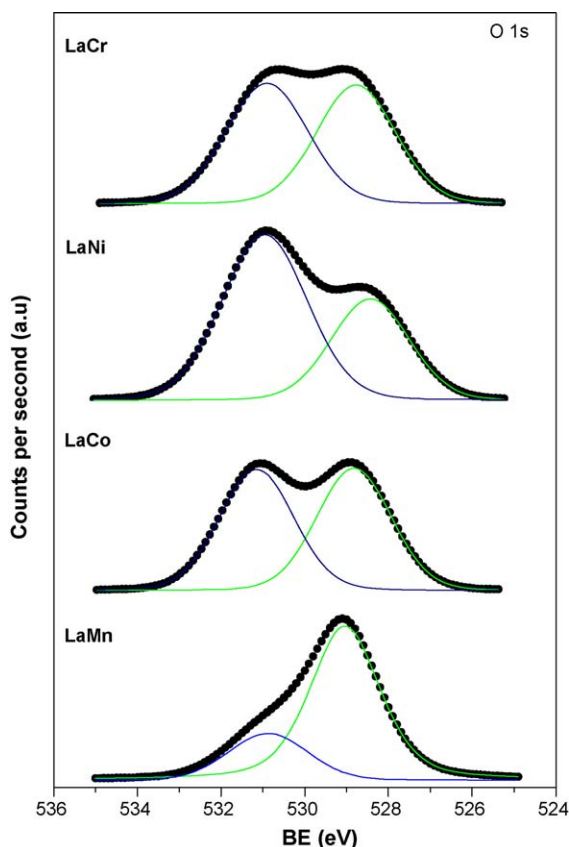 O 1s
LaCr
LaNi
LaCo
LaMn
Counts per second (a.u)
536 534 532 530 528 526 524
BE (eV)